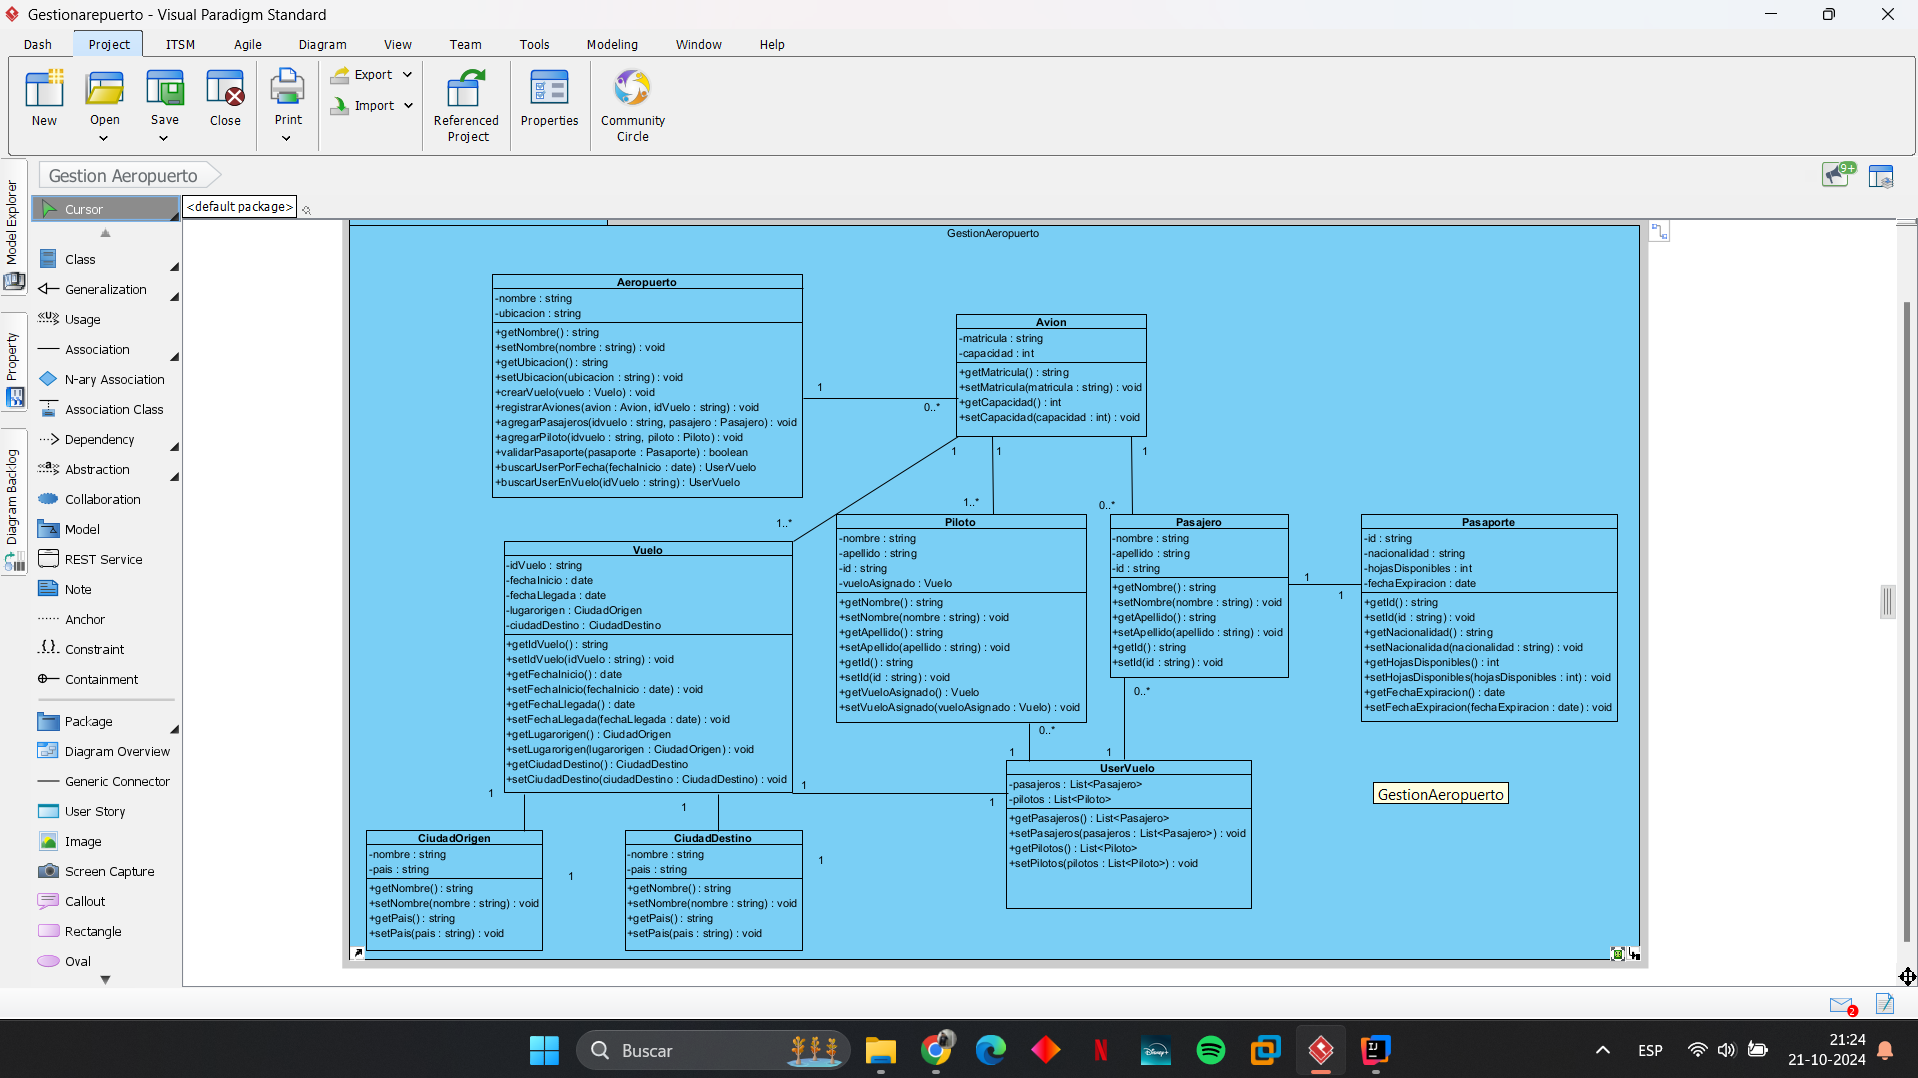 Gestionarepuerto - Visual Paradigm Standard
Dash Project ITSM Agile Diagram View Team Tools Modeling Window Help
New
Open
Save
Close
Print
Export
Import
Referenced
Project
Properties
Community
Circle
Model Explorer
Property
Diagram Backlog
Gestion Aeropuerto
9+
Cursor
<default package>
Class
Generalization
<<U>>
Usage
Association
N-ary Association
Association Class
Dependency
<<a>>
Abstraction
Collaboration
Model
REST Service
Note
Anchor
Constraint
Containment
Package
Diagram Overview
Generic Connector
User Story
Image
Screen Capture
Callout
Rectangle
Oval
GestionAeropuerto
Aeropuerto
-nombre : string
-ubicacion : string
+getNombre() : string
+setNombre(nombre : string) : void
+getUbicacion() : string
+setUbicacion(ubicacion : string) : void
+crearVuelo(vuelo : Vuelo) : void
+registrarAviones(avion : Avion, idVuelo : string) : void
+agregarPasajeros(idvuelo : string, pasajero : Pasajero) : void
+agregarPiloto(idvuelo : string, piloto : Piloto) : void
+validarPasaporte(pasaporte : Pasaporte) : boolean
+buscarUserPorFecha(fechaInicio : date) : UserVuelo
+buscarUserEnVuelo(idVuelo : string) : UserVuelo
1
0..*
Avion
-matricula : string
-capacidad : int
+getMatricula() : string
+setMatricula(matricula : string) : void
+getCapacidad() : int
+setCapacidad(capacidad : int) : void
1
1
1
1..*
1..*
0..*
Vuelo
-idVuelo : string
-fechaInicio : date
-fechaLlegada : date
-lugarorigen : CiudadOrigen
-ciudadDestino : CiudadDestino
+getIdVuelo() : string
+setIdVuelo(idVuelo : string) : void
+getFechaInicio() : date
+setFechaInicio(fechaInicio : date) : void
+getFechaLlegada() : date
+setFechaLlegada(fechaLlegada : date) : void
+getLugarorigen() : CiudadOrigen
+setLugarorigen(lugarorigen : CiudadOrigen) : void
+getCiudadDestino() : CiudadDestino
+setCiudadDestino(ciudadDestino : CiudadDestino) : void
Piloto
-nombre : string
-apellido : string
-id : string
-vueloAsignado : Vuelo
+getNombre() : string
+setNombre(nombre : string) : void
+getApellido() : string
+setApellido(apellido : string) : void
+getId() : string
+setId(id : string) : void
+getVueloAsignado() : Vuelo
+setVueloAsignado(vueloAsignado : Vuelo) : void
Pasajero
-nombre : string
-apellido : string
-id : string
+getNombre() : string
+setNombre(nombre : string) : void
+getApellido() : string
+setApellido(apellido : string) : void
+getId() : string
+setId(id : string) : void
1
1
Pasaporte
-id : string
-nacionalidad : string
-hojasDisponibles : int
-fechaExpiracion : date
+getId() : string
+setId(id : string) : void
+getNacionalidad() : string
+setNacionalidad(nacionalidad : string) : void
+getHojasDisponibles() : int
+setHojasDisponibles(hojasDisponibles : int) : void
+getFechaExpiracion() : date
+setFechaExpiracion(fechaExpiracion : date) : void
0..*
0..*
1
1
UserVuelo
-pasajeros : List<Pasajero>
-pilotos : List<Piloto>
+getPasajeros() : List<Pasajero>
+setPasajeros(pasajeros : List<Pasajero>) : void
+getPilotos() : List<Piloto>
+setPilotos(pilotos : List<Piloto>) : void
GestionAeropuerto
1
1
1
1
CiudadOrigen
-nombre : string
-pais : string
+getNombre() : string
+setNombre(nombre : string) : void
+getPais() : string
+setPais(pais : string) : void
1
CiudadDestino
-nombre : string
-pais : string
+getNombre() : string
+setNombre(nombre : string) : void
+getPais() : string
+setPais(pais : string) : void
1
2
Buscar
N
Disney+
IJ
ESP
21:24
21-10-2024